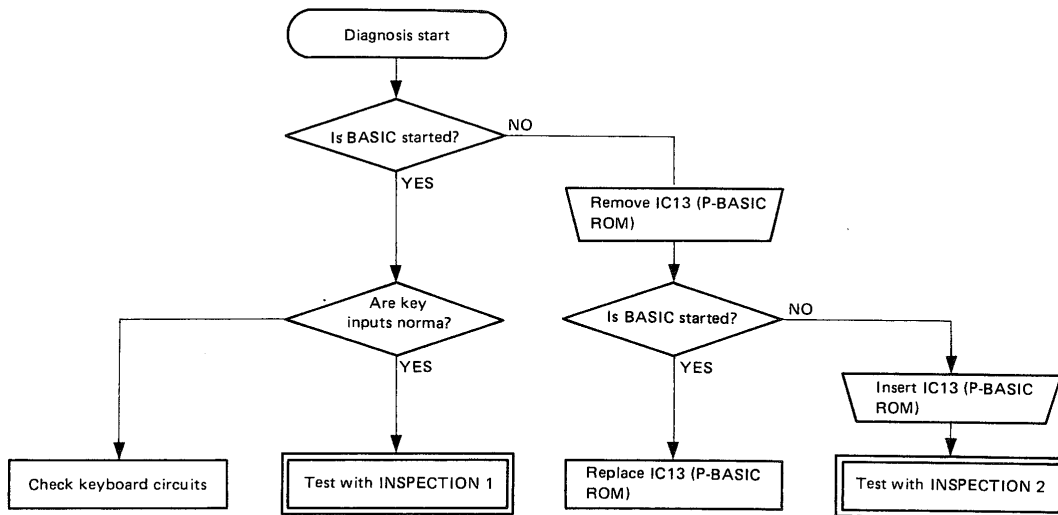 Diagnosis start
Is BASIC started?
NO
YES
Remove IC13 (P-BASIC
ROM)
Are key
inputs norma?
YES
Is BASIC started?
NO
YES
Insert IC13 (P-BASIC
ROM)
Check keyboard circuits
Test with INSPECTION 1
Replace IC13 (P-BASIC
ROM)
Test with INSPECTION 2